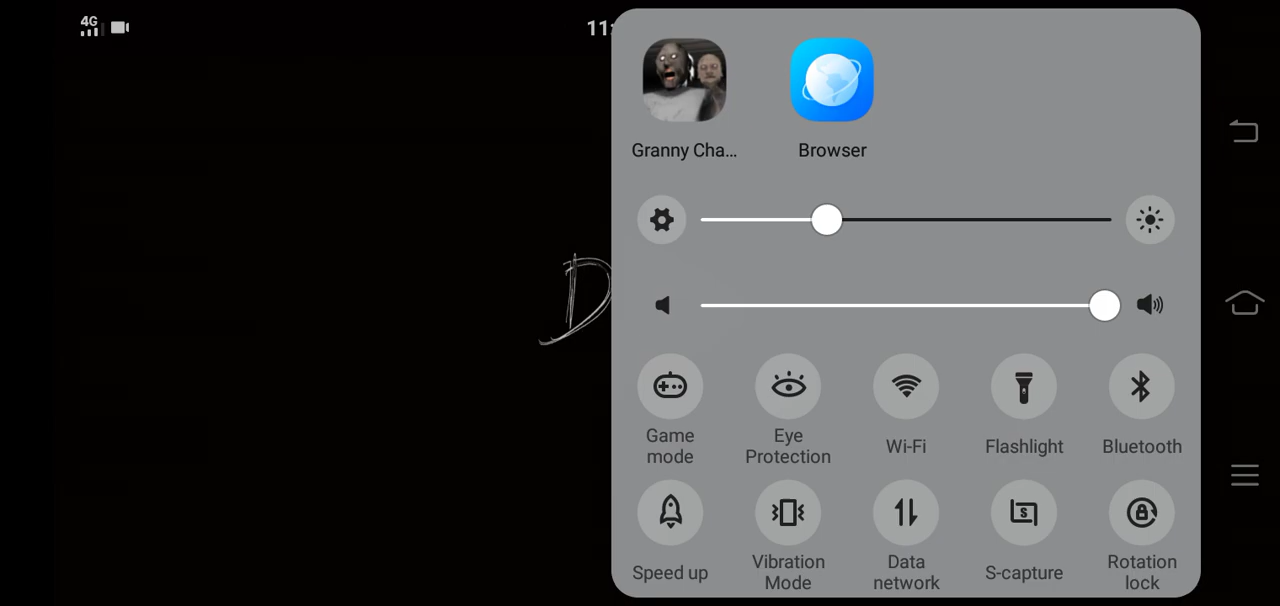 4G
11:
D
Granny Cha...
Browser
Game mode
Eye Protection
Wi-Fi
Flashlight
Bluetooth
Speed up
Vibration Mode
Data network
S-capture
Rotation lock